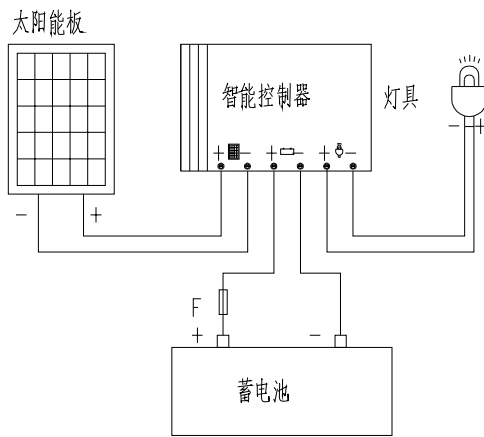 太阳能板
智能控制器
灯具
+ - + - + -
- +
- +
F
+ -
蓄电池